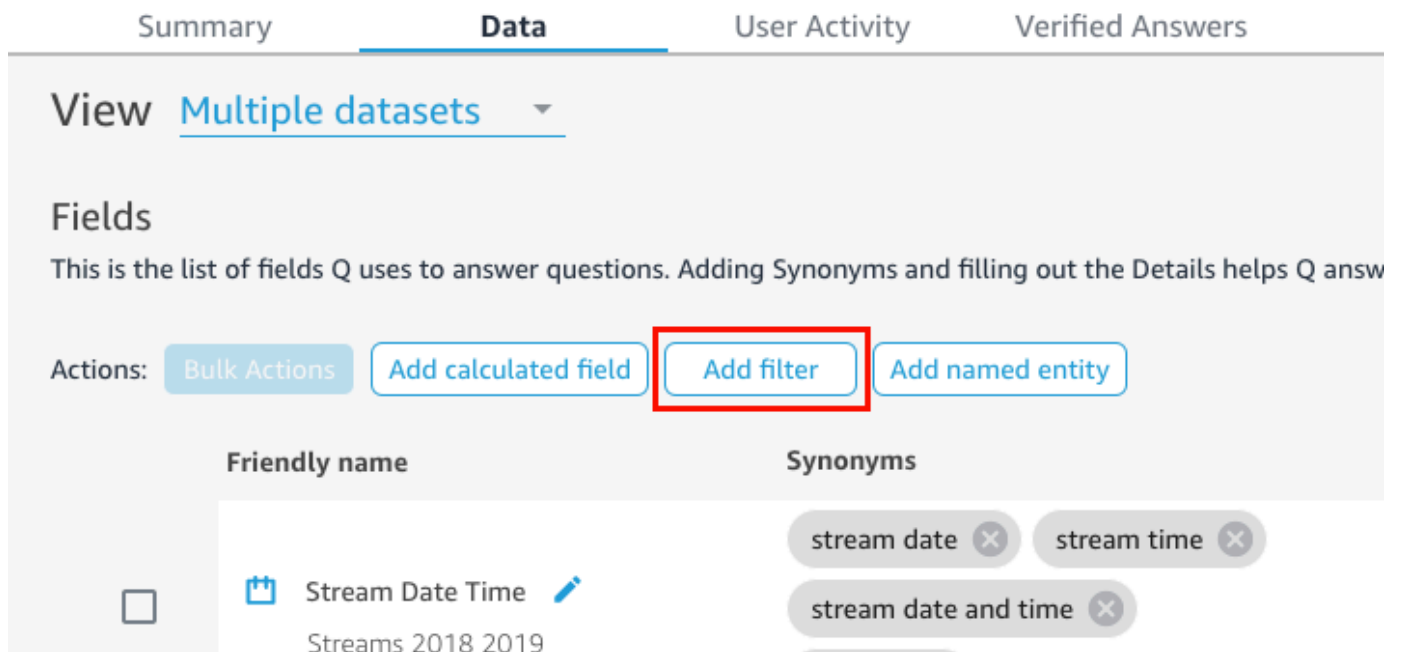 Summary Data User Activity Verified Answers
View Multiple datasets
Fields
This is the list of fields Q uses to answer questions. Adding Synonyms and filling out the Details helps Q answ
Actions: Bulk Actions Add calculated field Add filter Add named entity
Friendly name Synonyms
stream date stream time
Stream Date Time
stream date and time
Streams 2018 2019